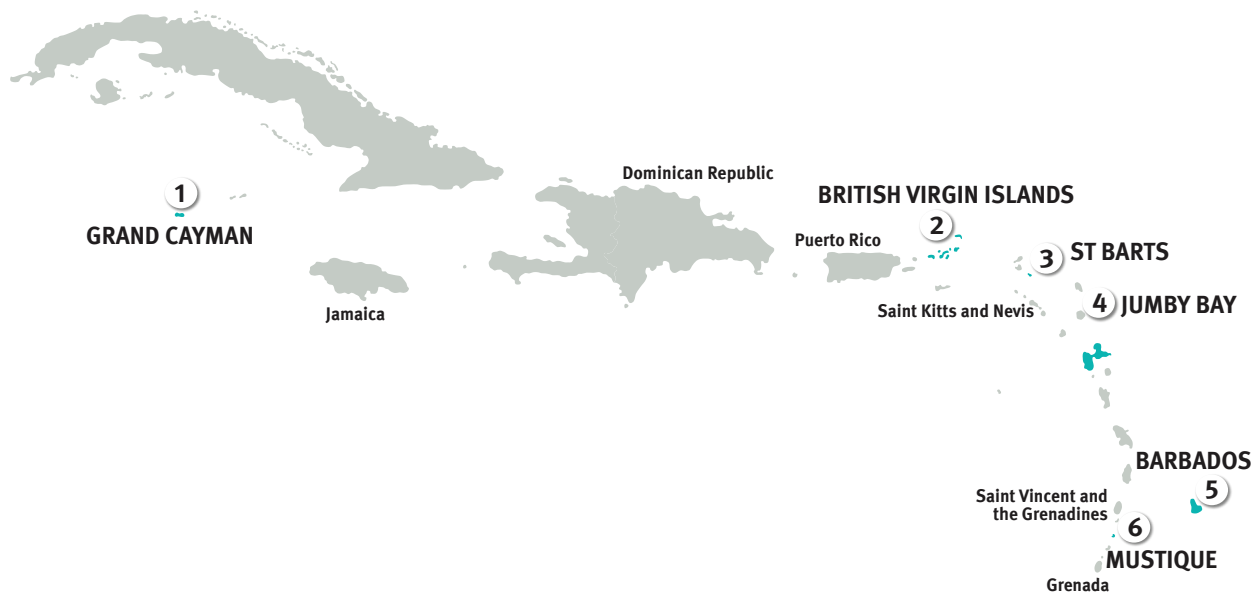 Dominican Republic
1
BRITISH VIRGIN ISLANDS
2
GRAND CAYMAN
Puerto Rico
3
ST BARTS
4
JUMBY BAY
Saint Kitts and Nevis
Jamaica
BARBADOS
5
Saint Vincent and
the Grenadines
6
MUSTIQUE
Grenada